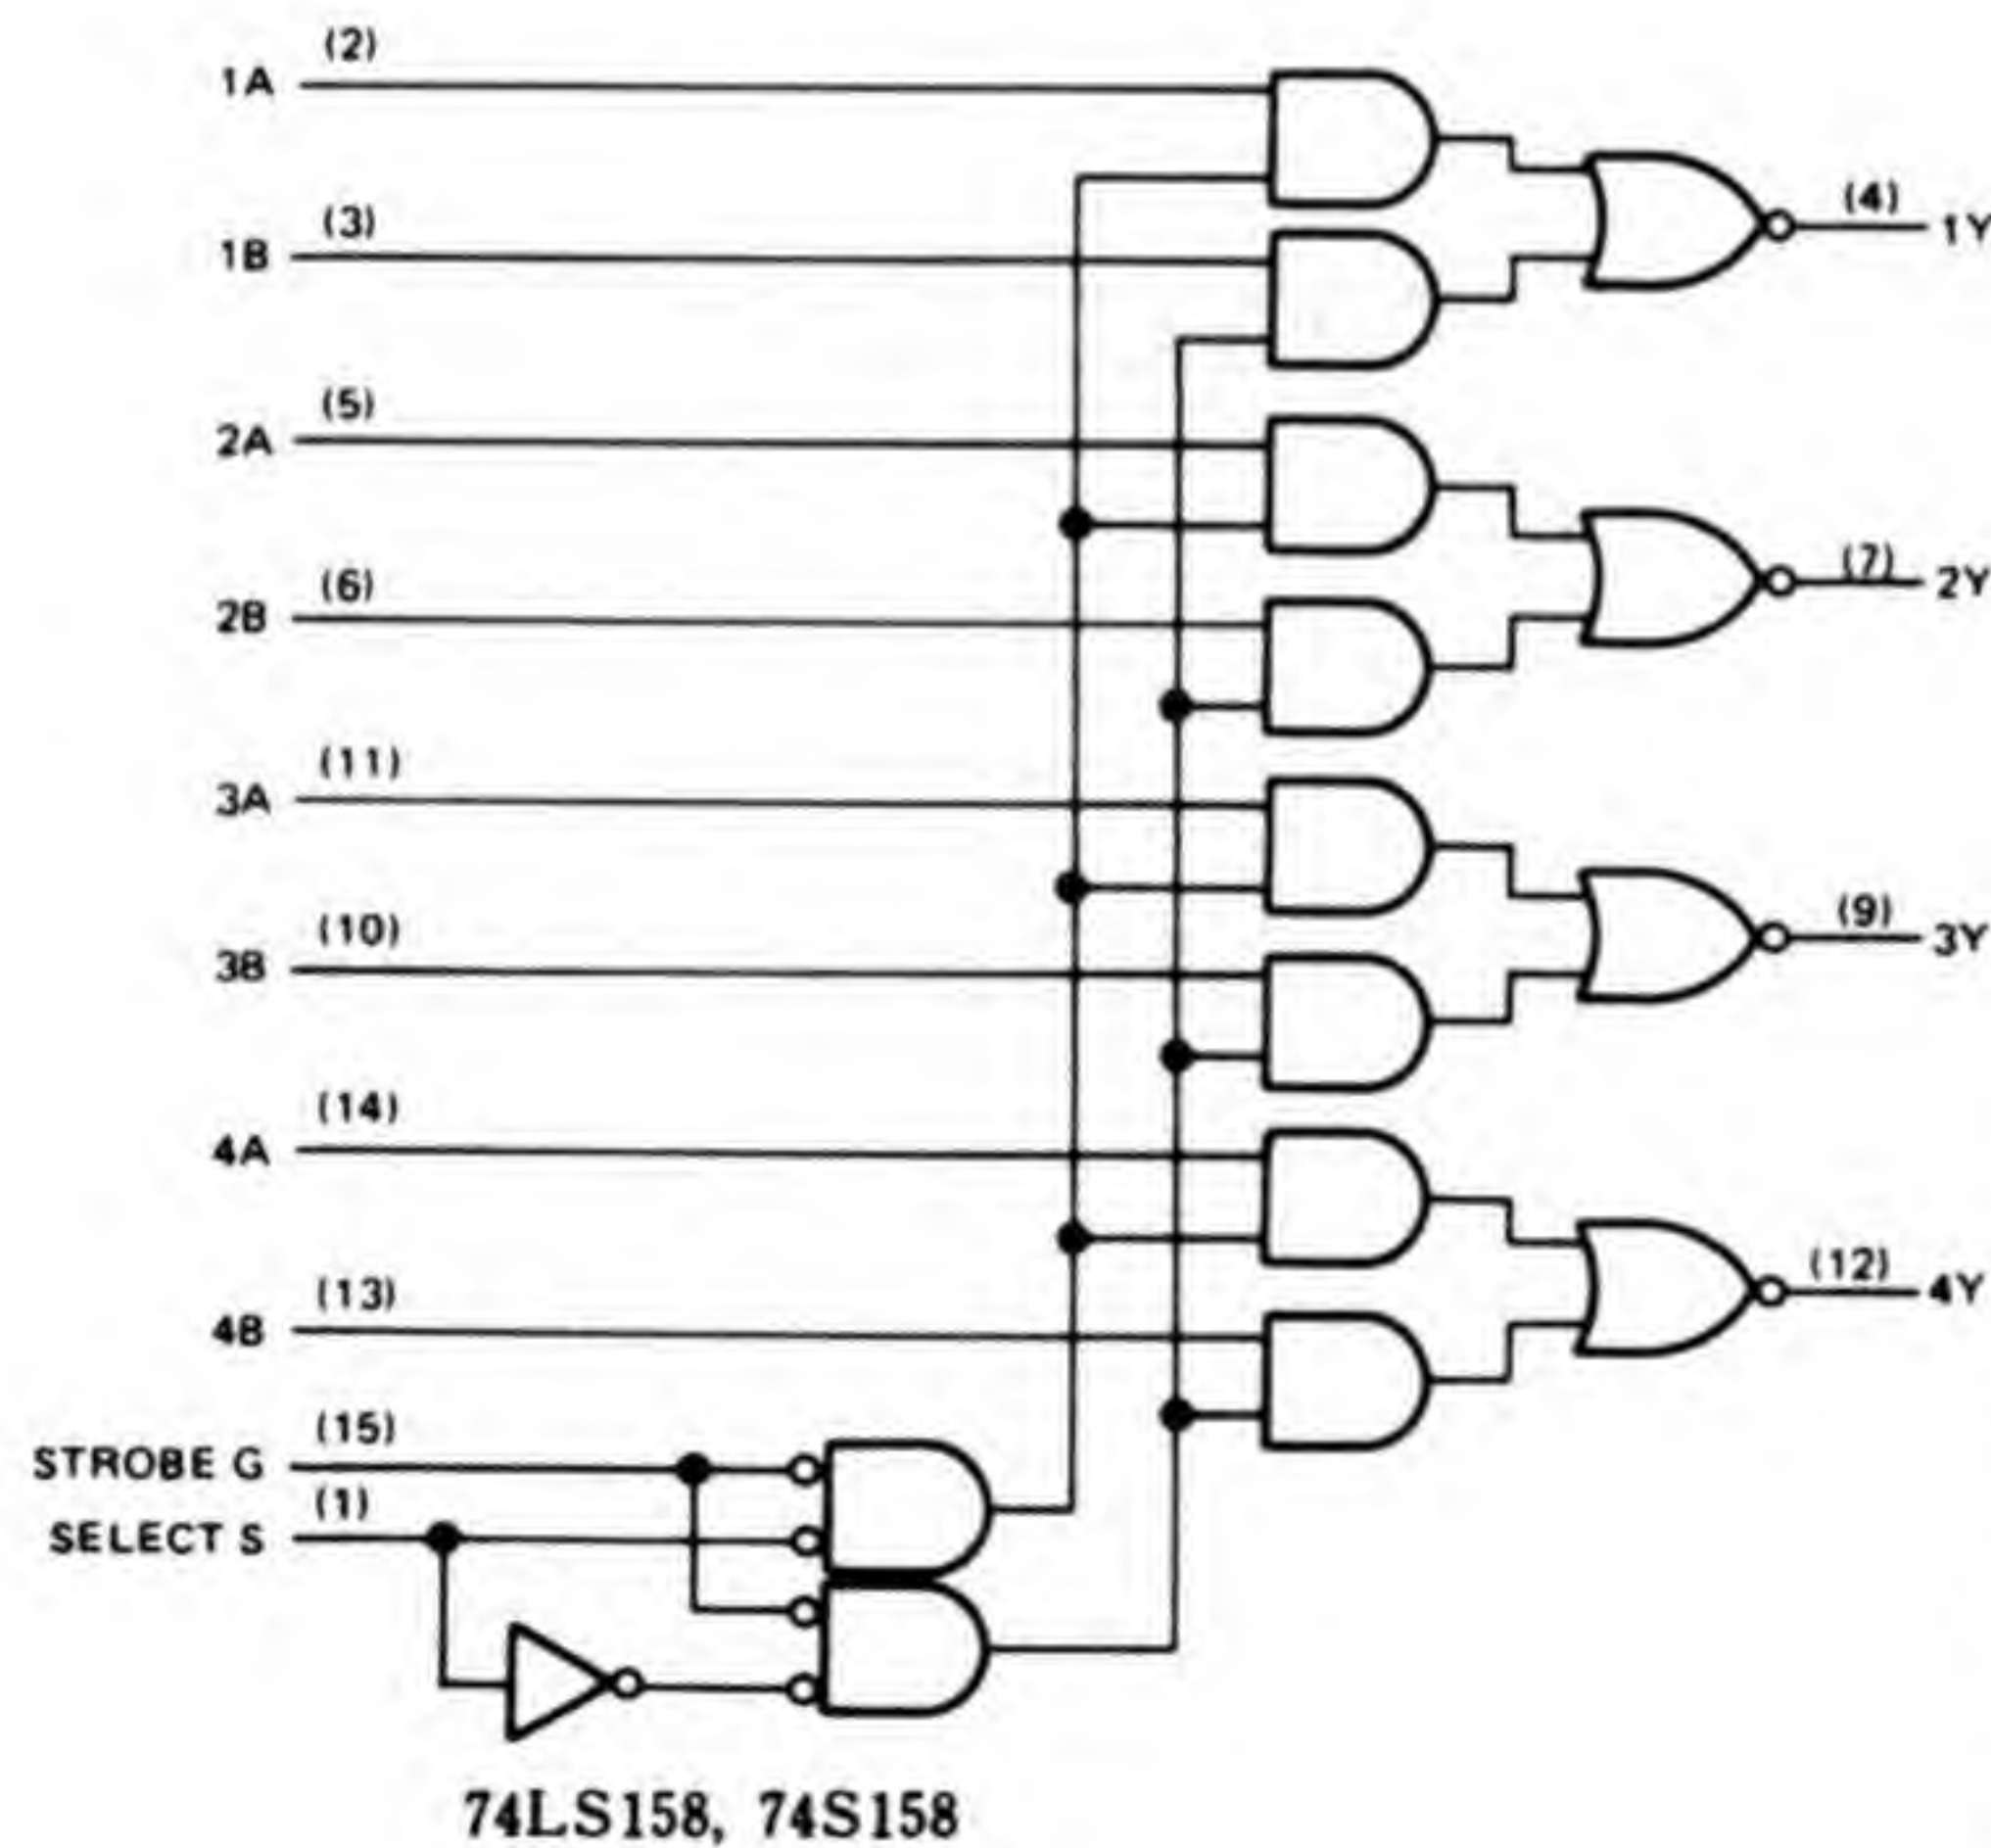 1A (2)
1B (3)
2A (5)
2B (6)
3A (11)
3B (10)
4A (14)
4B (13)
STROBE G (15)
SELECT S (1)
(4) 1Y
(7) 2Y
(9) 3Y
(12) 4Y
74LS158, 74S158